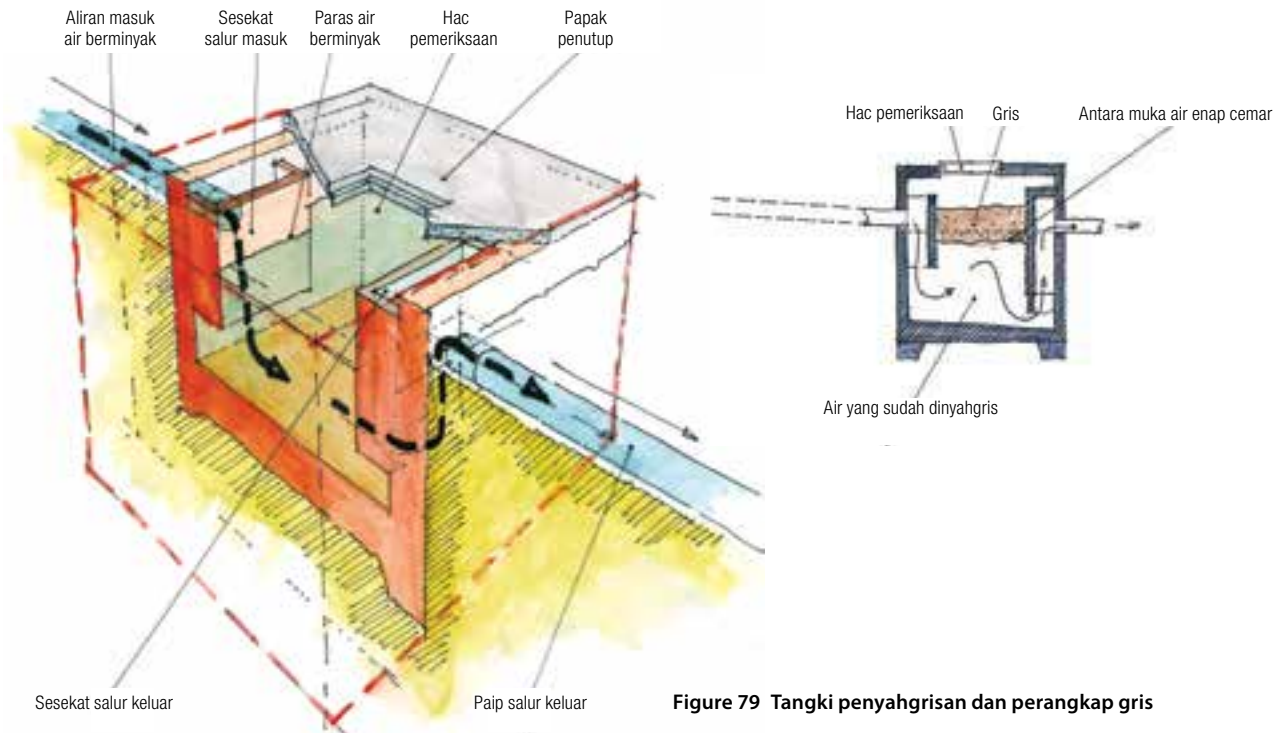 Aliran masuk
air berminyak
Sesekat
salur masuk
Paras air
berminyak
Hac
pemeriksaan
Papak
penutup
Hac pemeriksaan
Gris
Antara muka air enap cemar
Air yang sudah dinyahgris
Sesekat salur keluar
Paip salur keluar
Figure 79 Tangki penyahgrisan dan perangkap gris